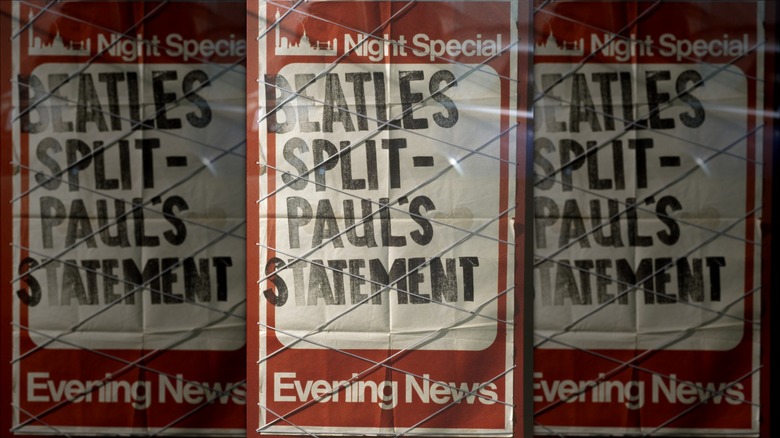 Night Special
BEATLES
SPLIT-
PAUL'S
STATEMENT
Evening News
Night Special
BEATLES
SPLIT-
PAUL'S
STATEMENT
Evening News
Night Special
BEATLES
SPLIT-
PAUL'S
STATEMENT
Evening News